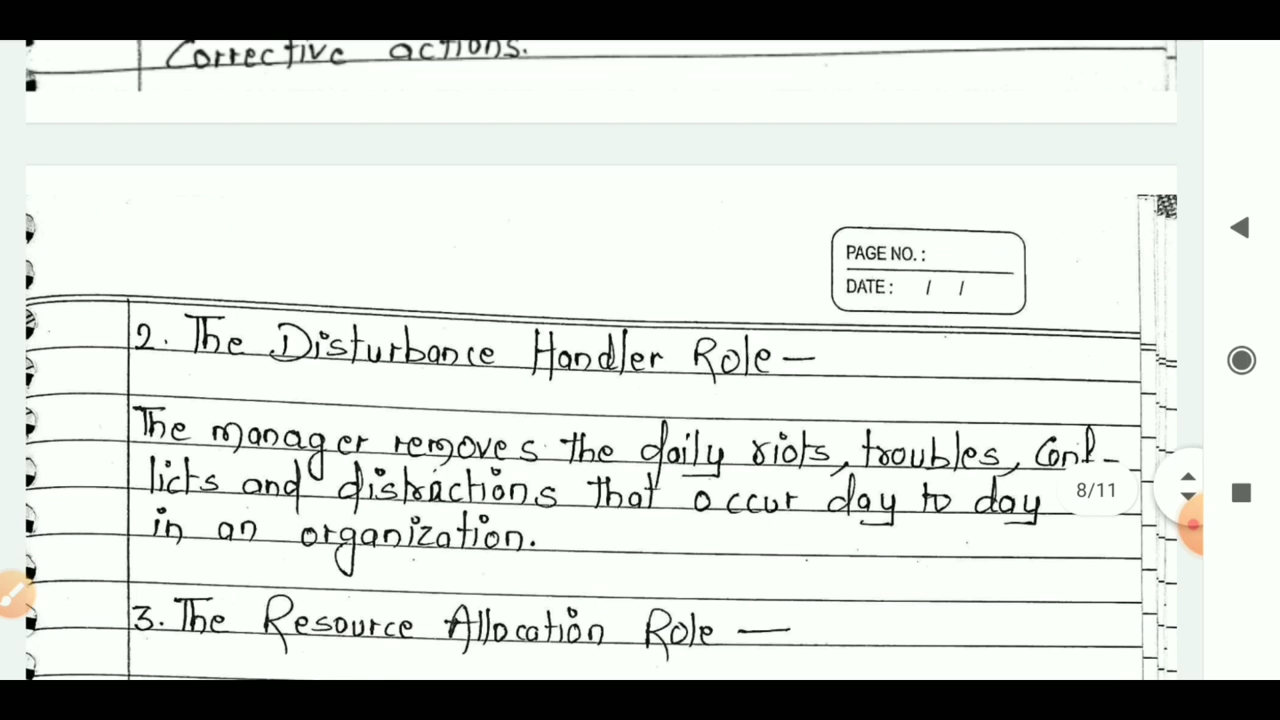 Corrective actions.
PAGE NO. :
DATE : / /
2. The Disturbance Handler Role —
The manager removes the daily riots, troubles, Conf-
licts and distractions that occur day to day
8/11
in an organization.
3. The Resource Allocation Role —